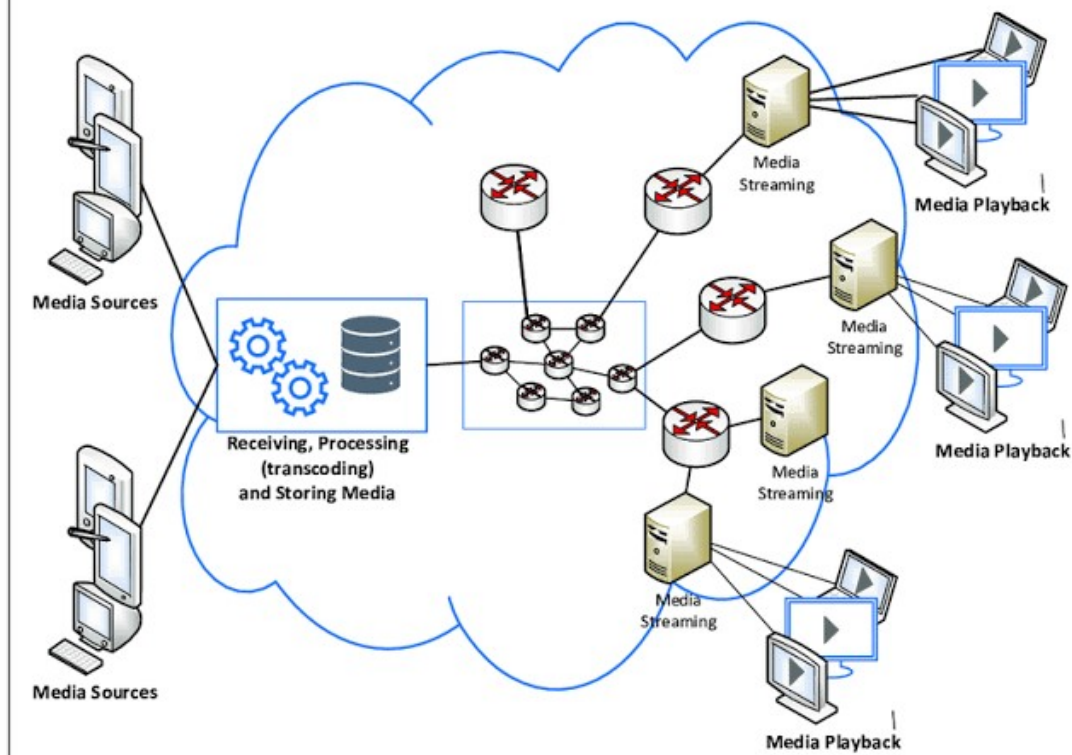 Media Sources
Media Sources
Receiving, Processing
(transcoding)
and Storing Media
Media
Streaming
Media Playback
Media
Streaming
Media Playback
Media
Streaming
Media
Streaming
Media Playback